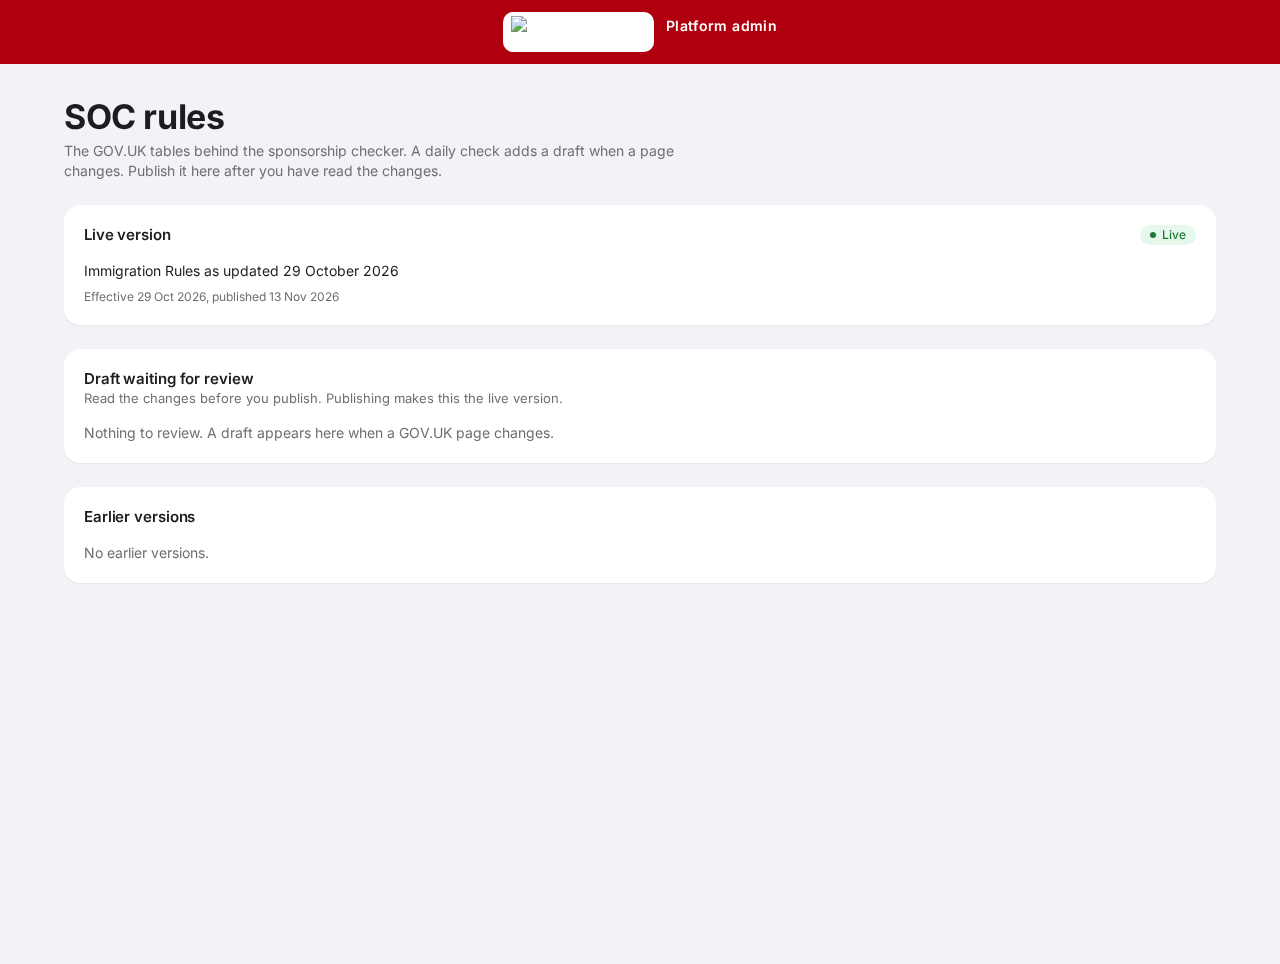 Platform admin
SOC rules
The GOV.UK tables behind the sponsorship checker. A daily check adds a draft when a page
changes. Publish it here after you have read the changes.
Live version
Live
Immigration Rules as updated 29 October 2026
Effective 29 Oct 2026, published 13 Nov 2026
Draft waiting for review
Read the changes before you publish. Publishing makes this the live version.
Nothing to review. A draft appears here when a GOV.UK page changes.
Earlier versions
No earlier versions.